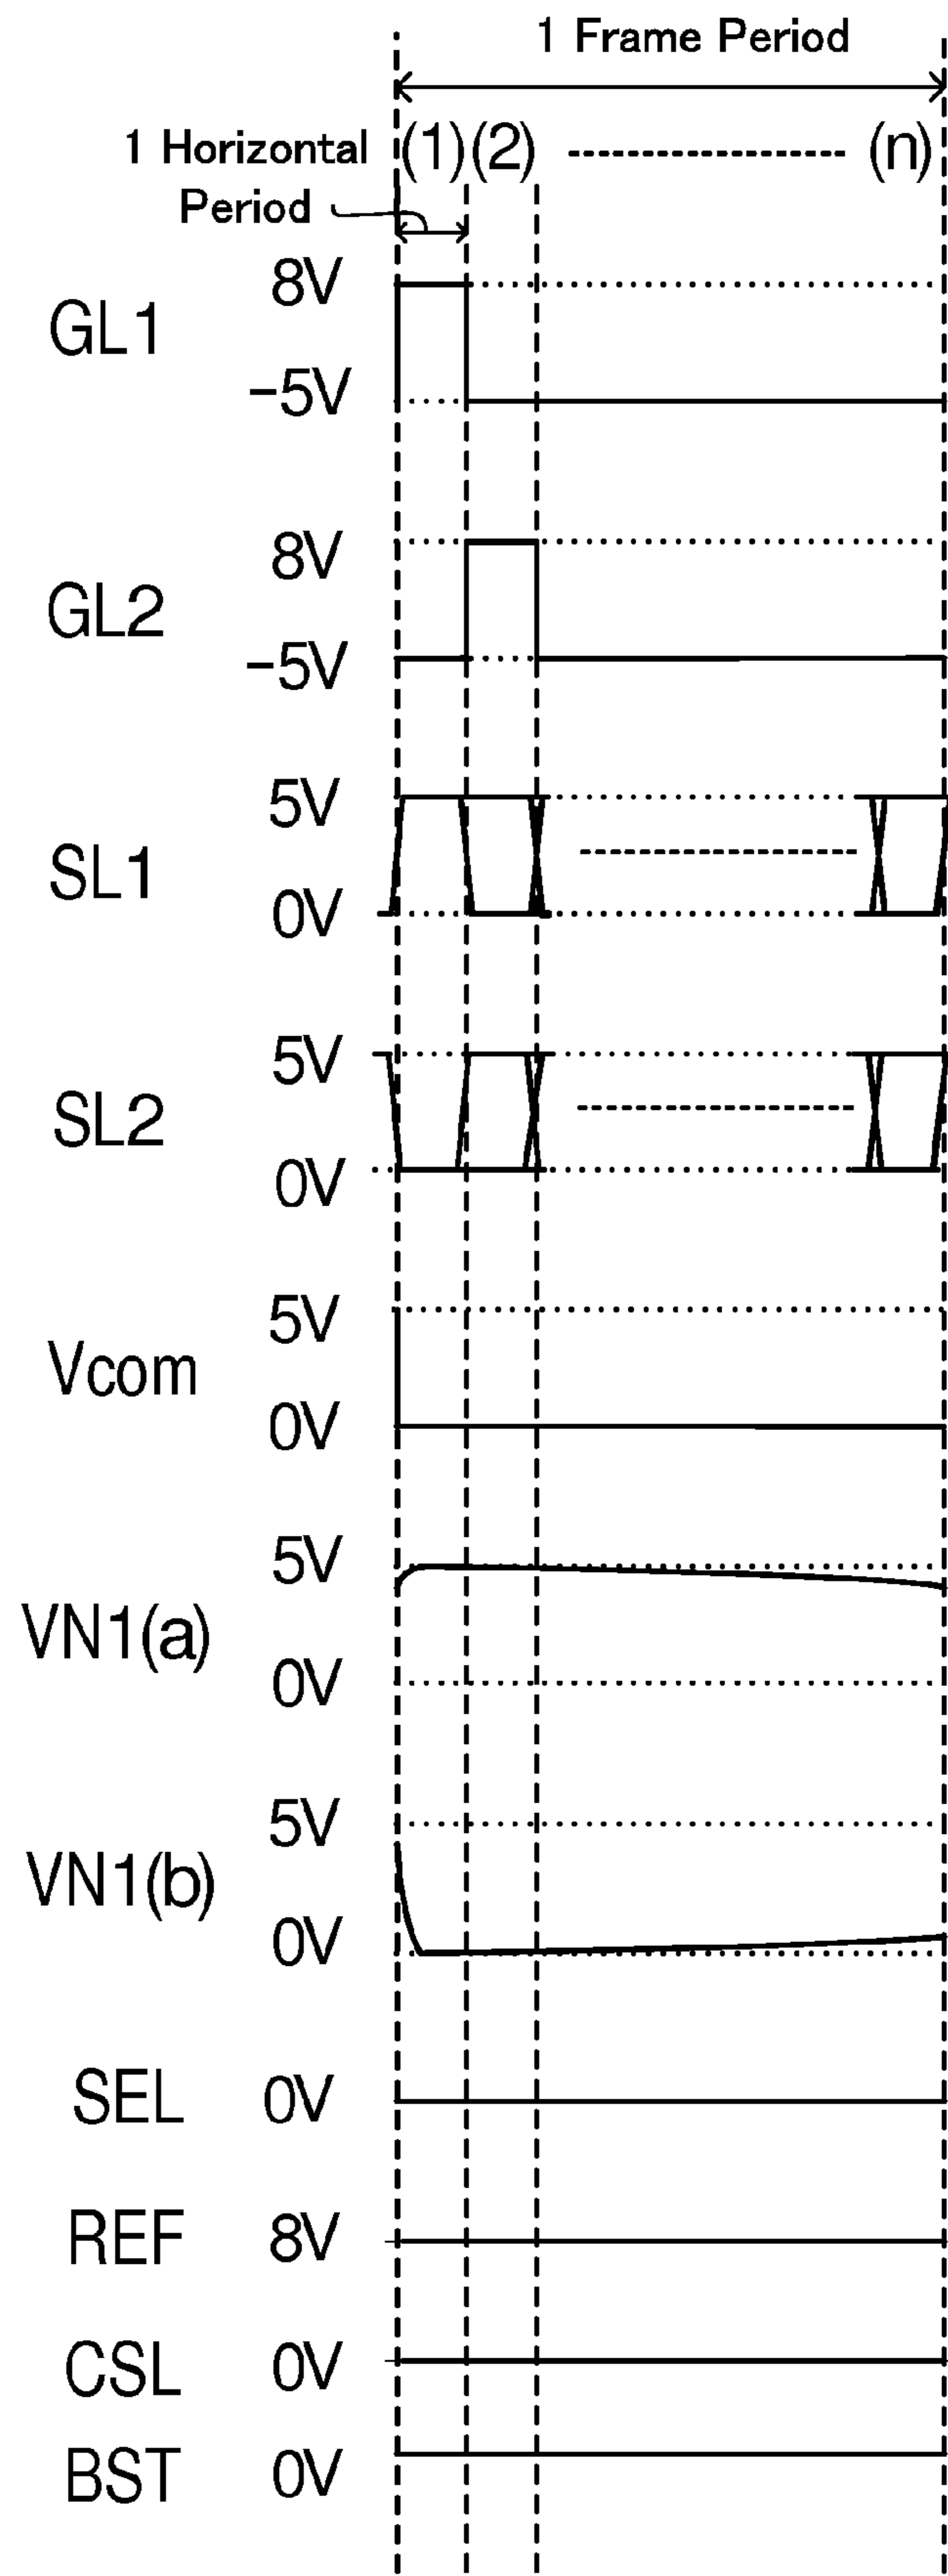 1 Frame Period
1 Horizontal (1) (2) (n)
Period
8V
GL1
-5V
8V
GL2
-5V
5V
SL1
0V
5V
SL2
0V
5V
Vcom
0V
5V
VN1(a)
0V
5V
VN1(b)
0V
SEL 0V
REF 8V
CSL 0V
BST 0V